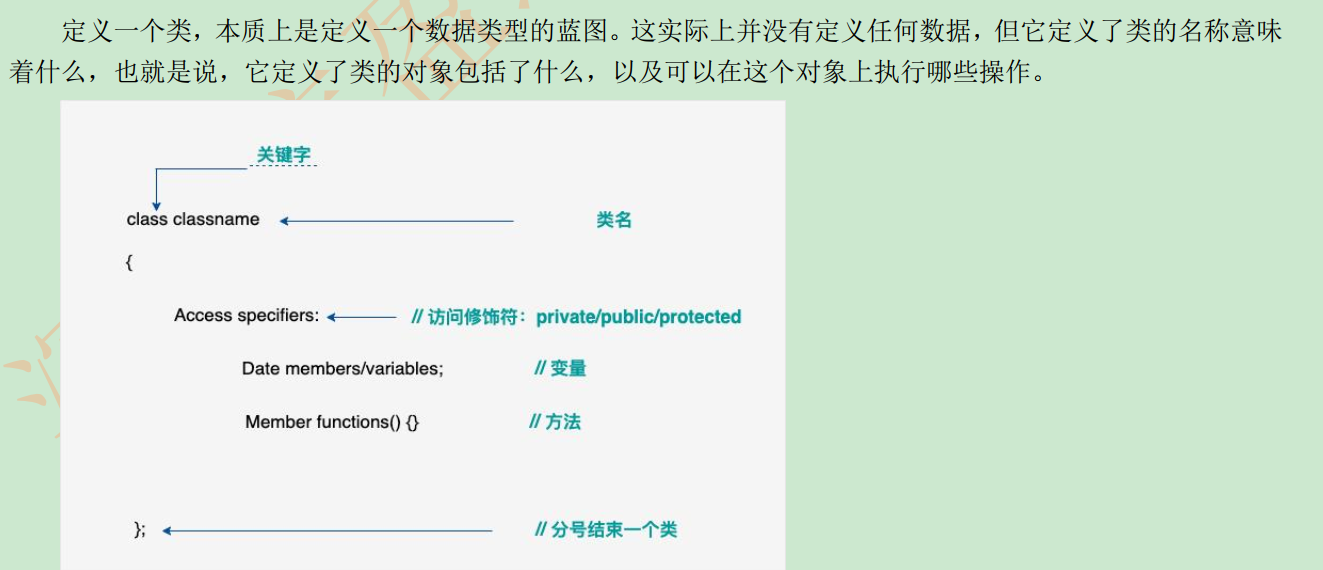 定义一个类，本质上是定义一个数据类型的蓝图。这实际上并没有定义任何数据，但它定义了类的名称意味
着什么，也就是说，它定义了类的对象包括了什么，以及可以在这个对象上执行哪些操作。
关键字
class classname 类名
{
Access specifiers: // 访问修饰符：private/public/protected
Date members/variables; // 变量
Member functions() {} // 方法
}; // 分号结束一个类